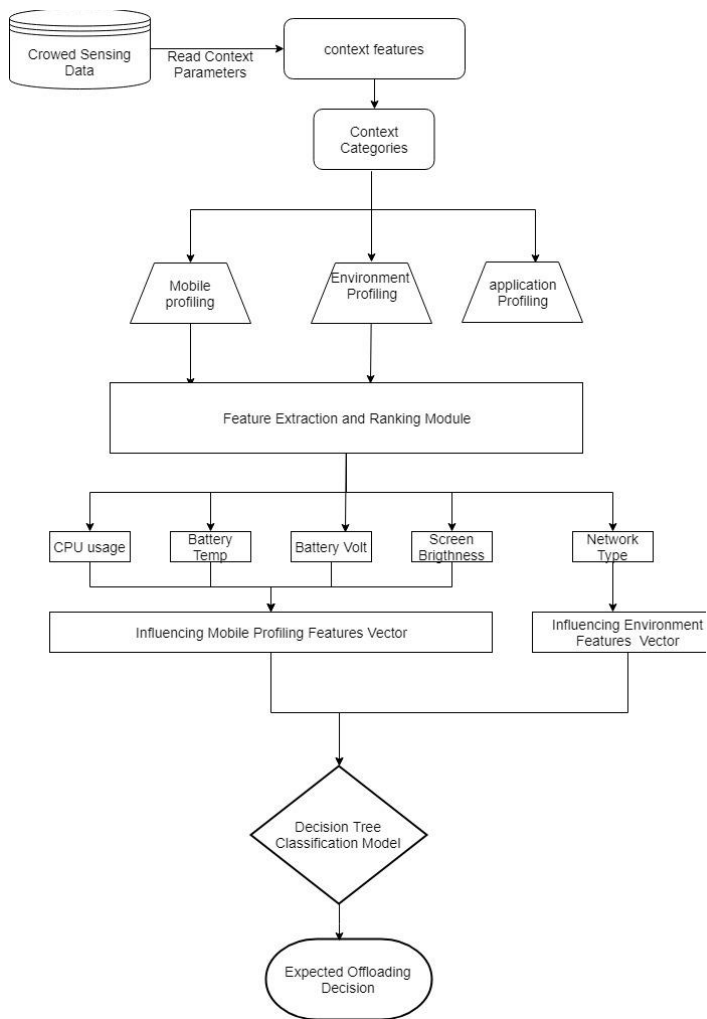 Crowed Sensing
Data
Read Context
Parameters
context features
Context
Categories
Mobile
profiling
Environment
Profiling
application
Profiling
Feature Extraction and Ranking Module
CPU usage
Battery
Temp
Battery Volt
Screen
Brigthness
Network
Type
Influencing Mobile Profiling Features Vector
Influencing Environment
Features Vector
Decision Tree
Classification Model
Expected Offloading
Decision